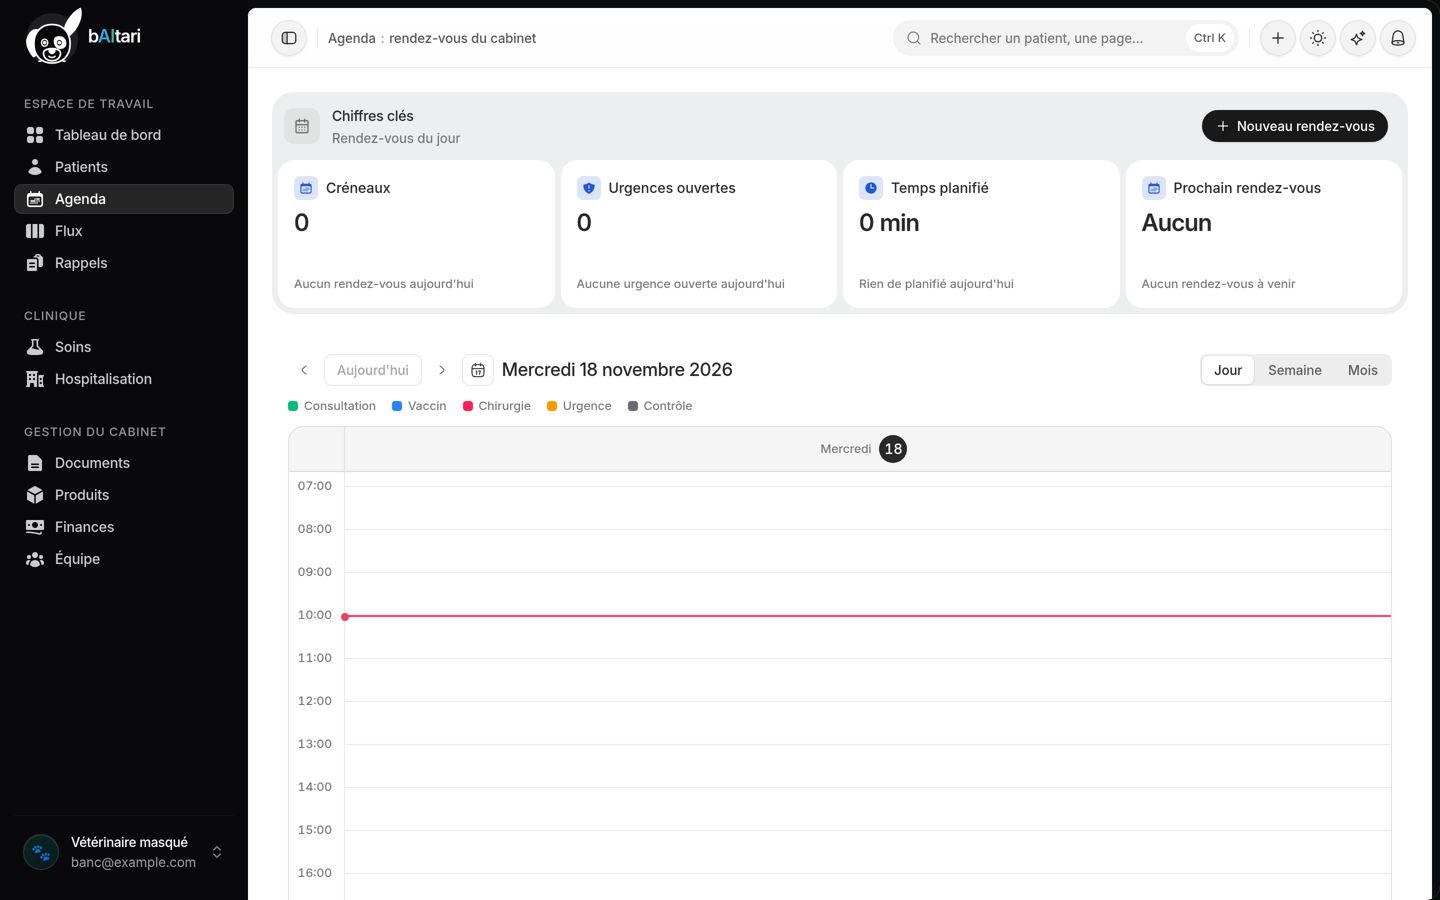 bAItari
Agenda : rendez-vous du cabinet
Rechercher un patient, une page...
Ctrl K
ESPACE DE TRAVAIL
Tableau de bord
Patients
Agenda
Flux
Rappels
CLINIQUE
Soins
Hospitalisation
GESTION DU CABINET
Documents
Produits
Finances
Équipe
Vétérinaire masqué
banc@example.com
Chiffres clés
Rendez-vous du jour
Nouveau rendez-vous
Créneaux
0
Aucun rendez-vous aujourd'hui
Urgences ouvertes
0
Aucune urgence ouverte aujourd'hui
Temps planifié
0 min
Rien de planifié aujourd'hui
Prochain rendez-vous
Aucun
Aucun rendez-vous à venir
Aujourd'hui
Mercredi 18 novembre 2026
Jour
Semaine
Mois
Consultation
Vaccin
Chirurgie
Urgence
Contrôle
Mercredi 18
07:00
08:00
09:00
10:00
11:00
12:00
13:00
14:00
15:00
16:00